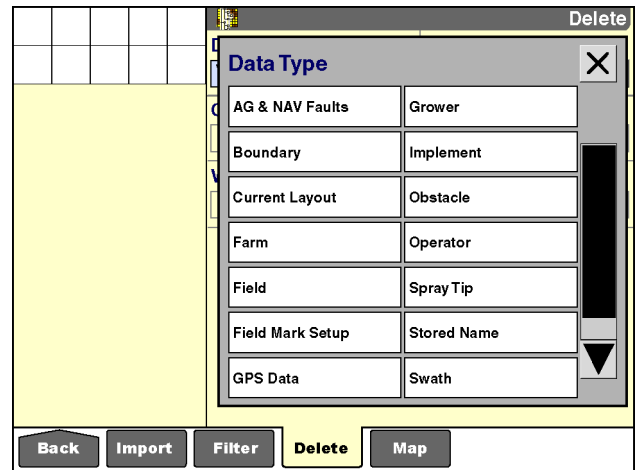 Delete
Data Type
AG & NAV Faults
Grower
Boundary
Implement
Current Layout
Obstacle
Farm
Operator
Field
Spray Tip
Field Mark Setup
Stored Name
GPS Data
Swath
Back
Import
Filter
Delete
Map